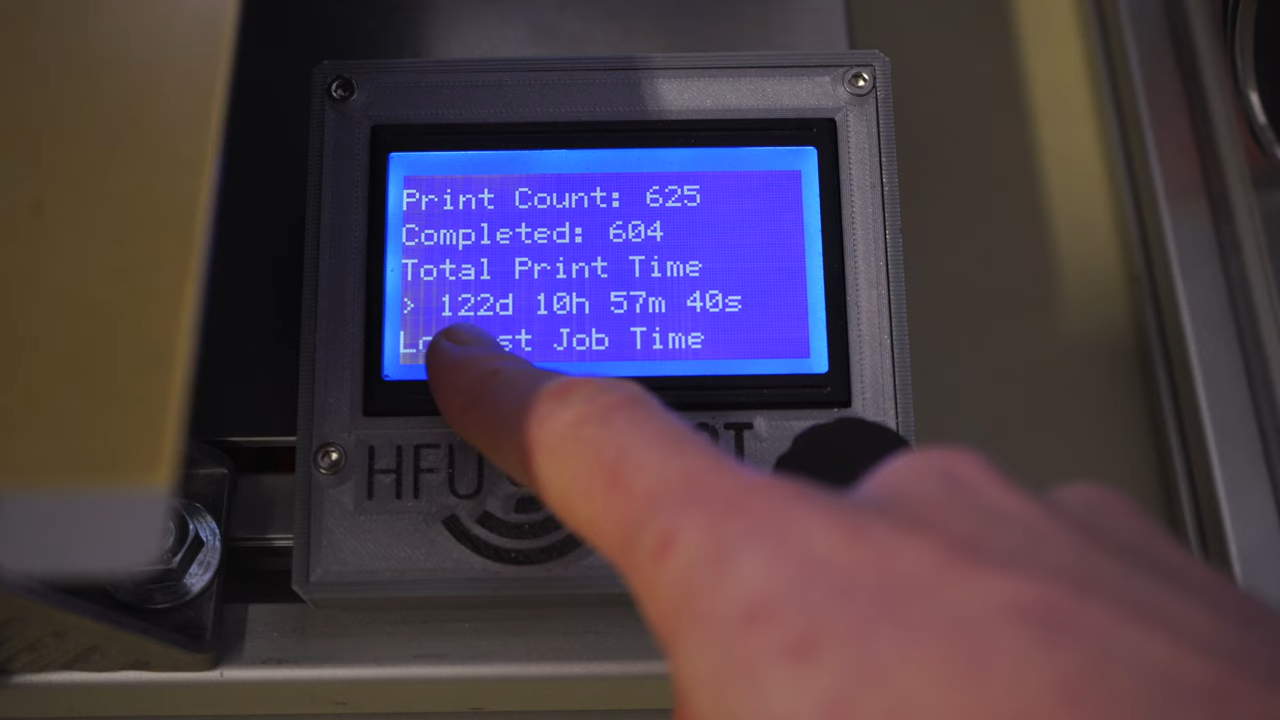 Print Count: 625
Completed: 604
Total Print Time
> 122d 10h 57m 40s
Job Time
HFU